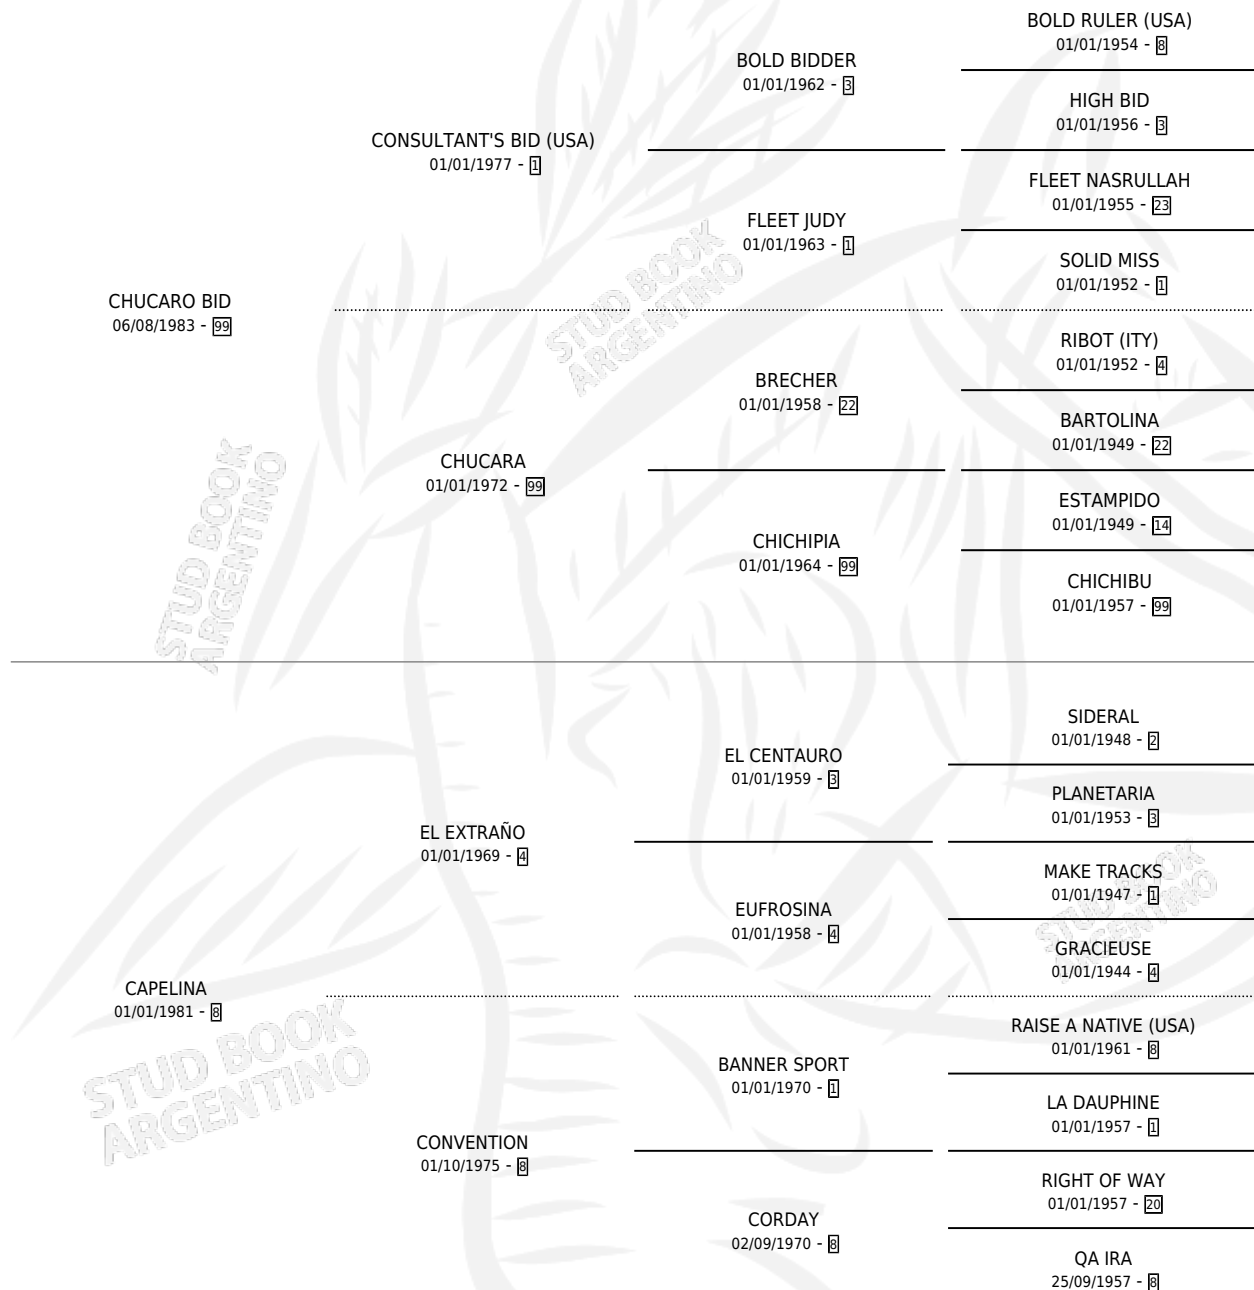 BOLD RULER (USA)
01/01/1954 - 8
BOLD BIDDER
01/01/1962 - 3
HIGH BID
01/01/1956 - 3
CONSULTANT'S BID (USA)
01/01/1977 - 1
FLEET NASRULLAH
01/01/1955 - 23
FLEET JUDY
01/01/1963 - 1
SOLID MISS
01/01/1952 - 1
CHUCARO BID
06/08/1983 - 99
RIBOT (ITY)
01/01/1952 - 4
BRECHER
01/01/1958 - 22
BARTOLINA
01/01/1949 - 22
CHUCARA
01/01/1972 - 99
ESTAMPIDO
01/01/1949 - 14
CHICHIPIA
01/01/1964 - 99
CHICHIBU
01/01/1957 - 99
SIDERAL
01/01/1948 - 2
EL CENTAURO
01/01/1959 - 3
PLANETARIA
01/01/1953 - 3
EL EXTRAÑO
01/01/1969 - 4
MAKE TRACKS
01/01/1947 - 1
EUFROSINA
01/01/1958 - 4
GRACIEUSE
01/01/1944 - 4
CAPELINA
01/01/1981 - 8
RAISE A NATIVE (USA)
01/01/1961 - 8
BANNER SPORT
01/01/1970 - 1
LA DAUPHINE
01/01/1957 - 1
CONVENTION
01/10/1975 - 8
RIGHT OF WAY
01/01/1957 - 20
CORDAY
02/09/1970 - 8
QA IRA
25/09/1957 - 8
STUD BOOK
ARGENTINO
STUD BOOK
ARGENTINO
STUD BOOK
ARGENTINO
STUD BOOK
ARGENTINO